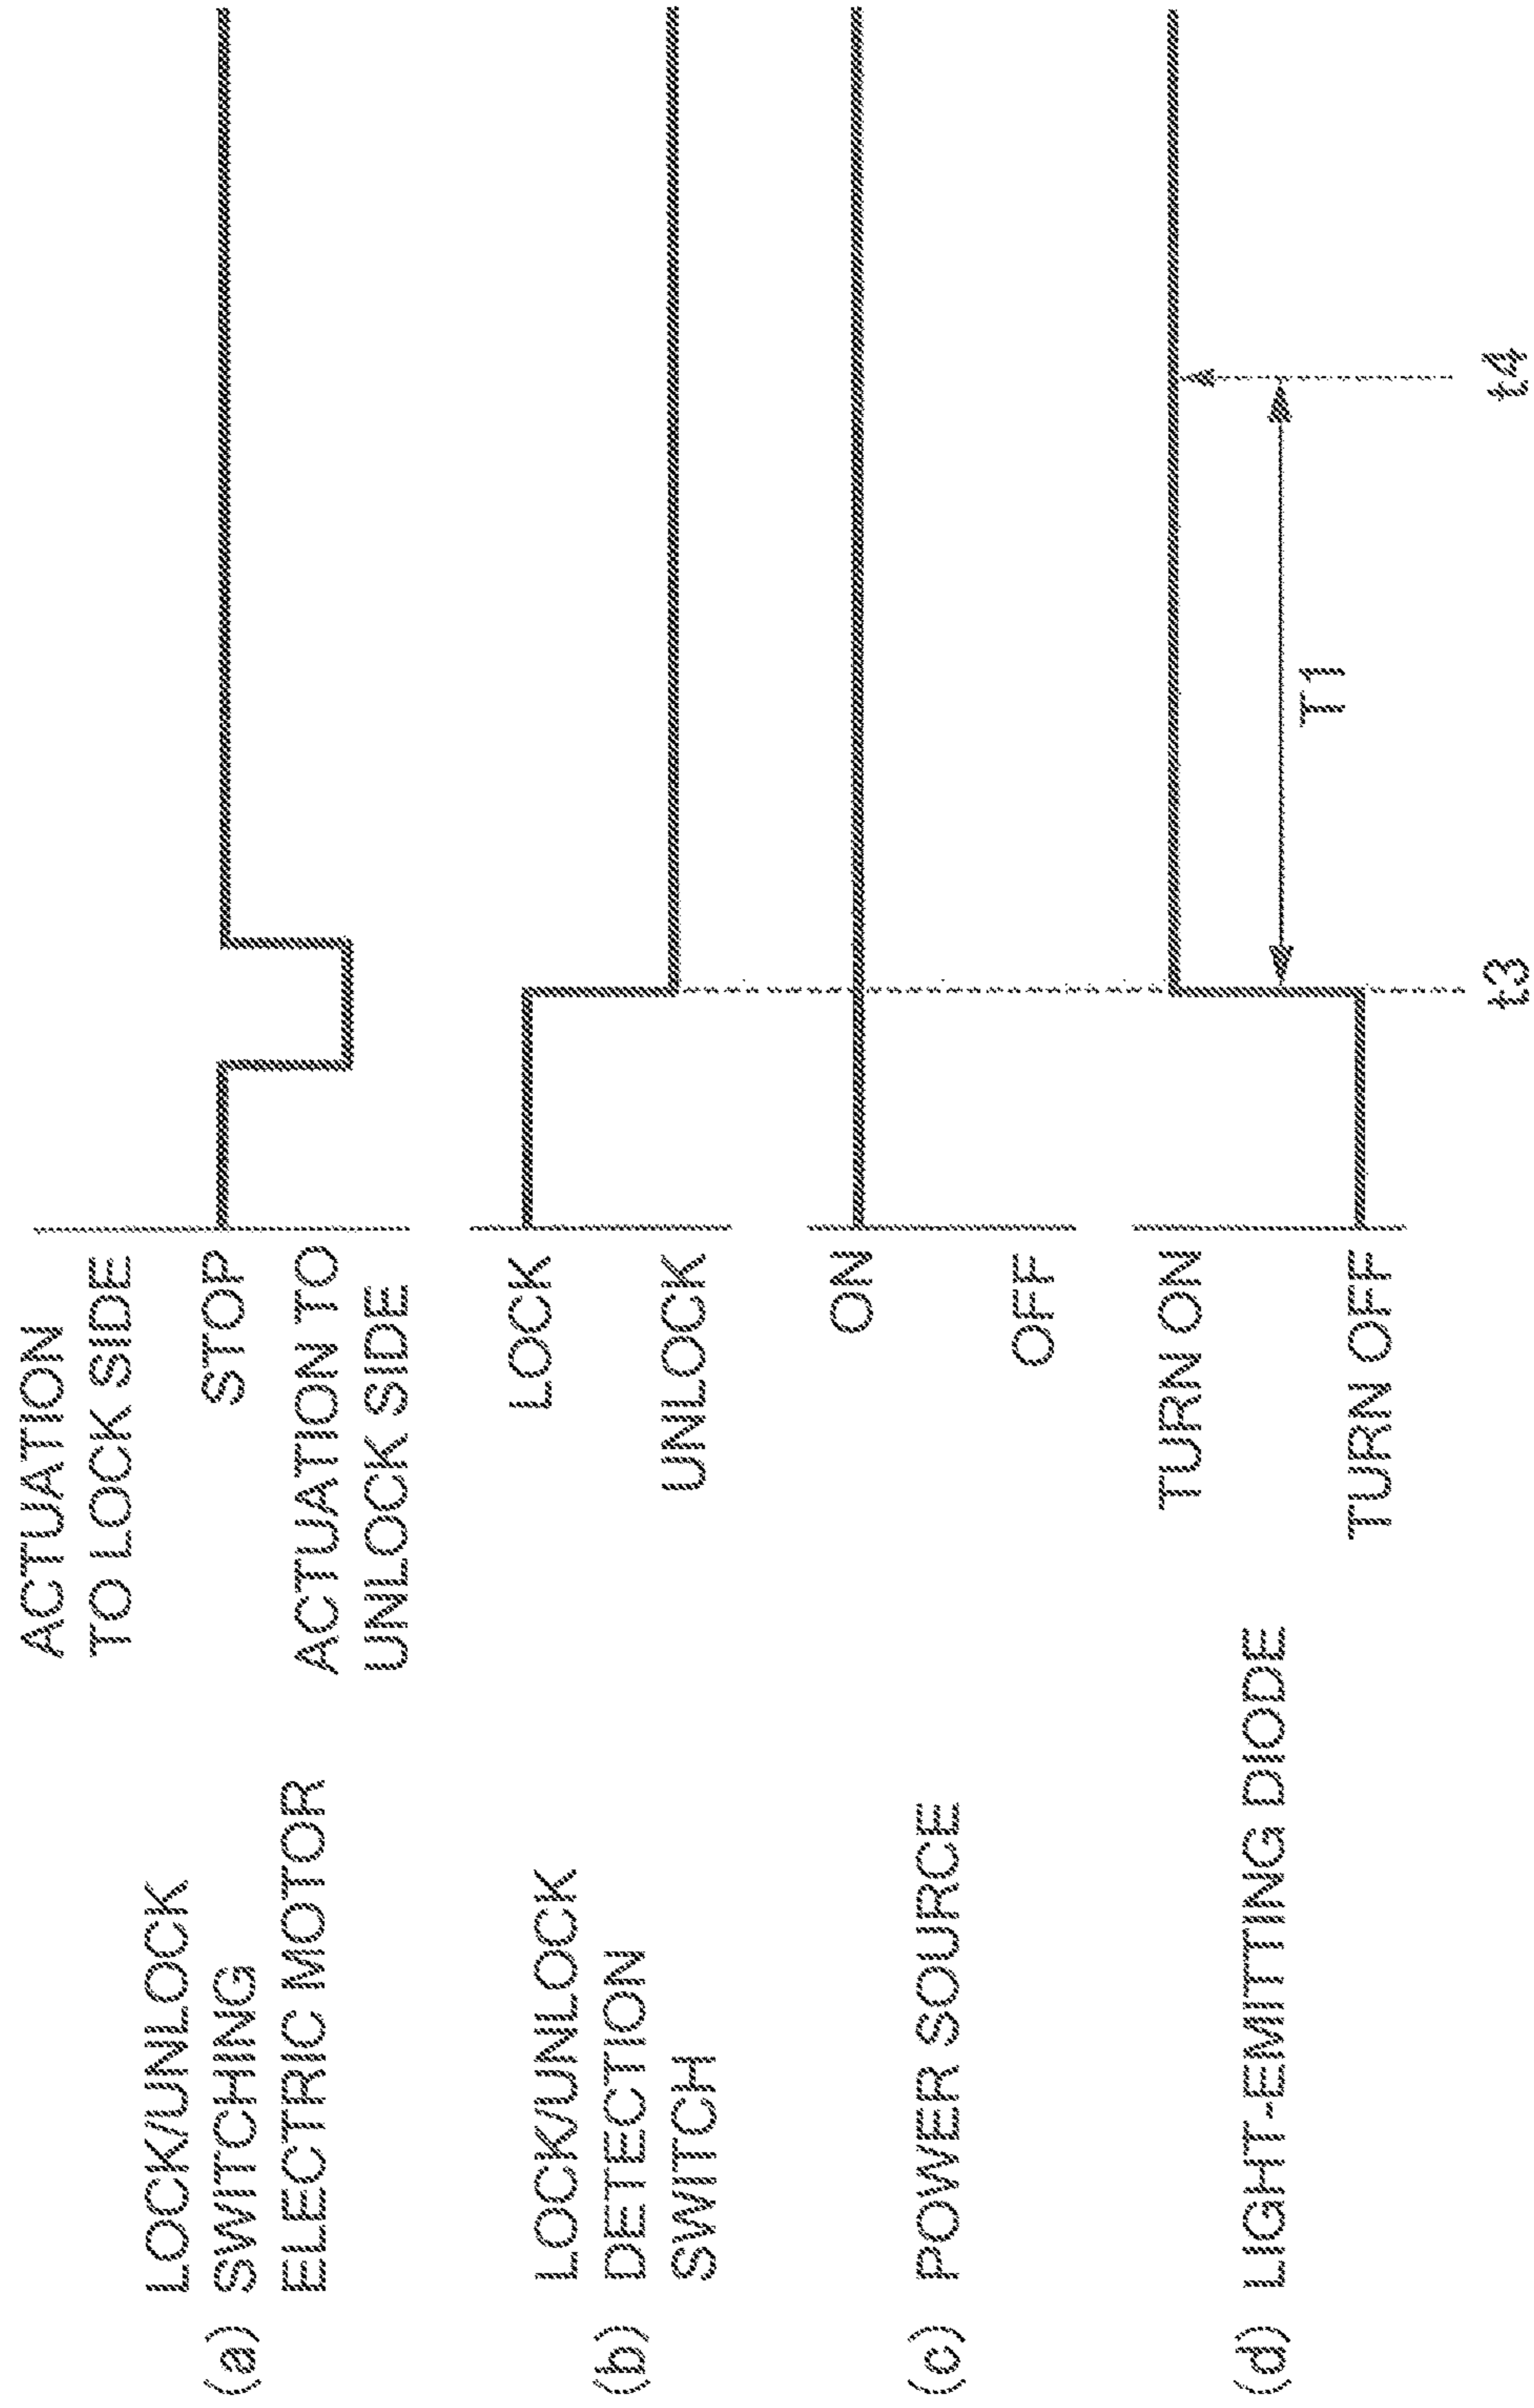 (a) LOCK/UNLOCK
SWITCHING
ELECTRIC MOTOR
ACTUATION
TO LOCK SIDE
STOP
ACTUATION TO
UNLOCK SIDE
(b) LOCK/UNLOCK
DETECTION
SWITCH
LOCK
UNLOCK
(c) POWER SOURCE
ON
OFF
(d) LIGHT-EMITTING DIODE
TURN ON
TURN OFF
T1
t3
t4